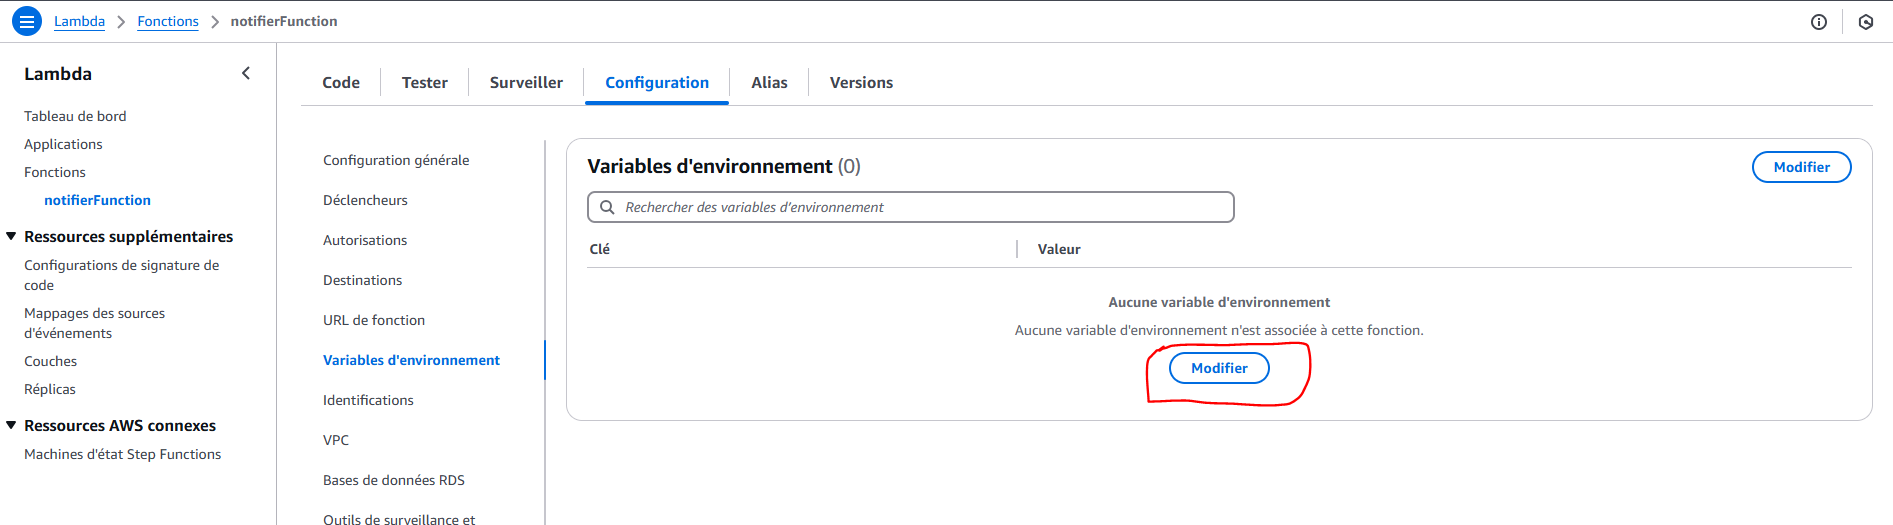 Lambda
Fonctions
notifierFunction
Lambda
Tableau de bord
Applications
Fonctions
notifierFunction
Ressources supplémentaires
Configurations de signature de
code
Mappages des sources
d'événements
Couches
Réplicas
Ressources AWS connexes
Machines d'état Step Functions
Code
Tester
Surveiller
Configuration
Alias
Versions
Configuration générale
Déclencheurs
Autorisations
Destinations
URL de fonction
Variables d'environnement
Identifications
VPC
Bases de données RDS
Outils de surveillance et
Variables d'environnement (0)
Modifier
Rechercher des variables d'environnement
Clé
Valeur
Aucune variable d'environnement
Aucune variable d'environnement n'est associée à cette fonction.
Modifier